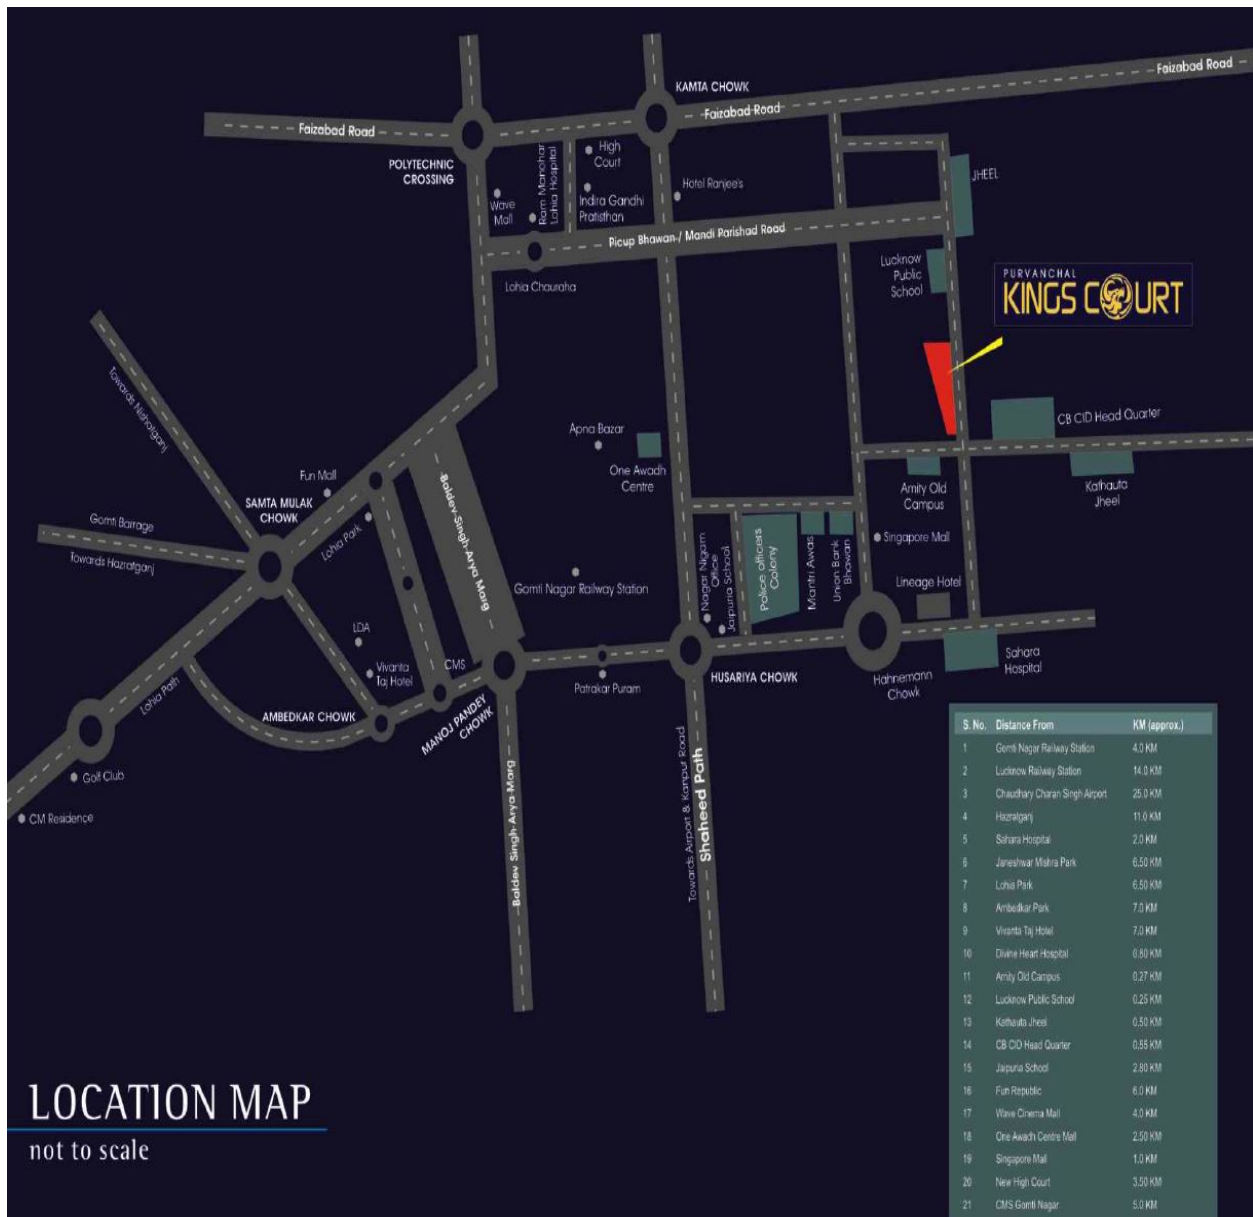 KAMTA CHOWK
Faizabad Road
Faizabad Road
Faizabad Road
POLYTECHNIC
CROSSING
High
Court
Ram Manohar
Lohia Hospital
Wave
Mall
Indira Gandhi
Pratisthan
Hotel Ranjee's
JHEEL
Picup Bhawan / Mandi Parishad Road
Lohia Chauraha
Lucknow
Public
School
PURVANCHAL
KINGS COURT
Towards Nishatganj
Fun Mall
SAMTA MULAK
CHOWK
Gomti Barrage
Towards Hazratganj
Lohia Park
Baldev-Singh-Arya Marg
Apna Bazar
One Awadh
Centre
CB CID Head Quarter
Amity Old
Campus
Kathauta
Jheel
Singapore Mall
Gomti Nagar Railway Station
Nagar Nigam
Office
Jaipuria School
Police officers
Colony
Mantri Awas
Union Bank
Bhawan
Lineage Hotel
LDA
Vivanta
Taj Hotel
CMS
Lohia Path
AMBEDKAR CHOWK
MANOJ PANDEY
CHOWK
Patrakar Puram
HUSARIYA CHOWK
Hahnemann
Chowk
Sahara
Hospital
Golf Club
CM Residence
Baldev Singh-Arya-Marg
Towards Airport & Kanpur Road
Shaheed Path
S. No. Distance From KM (approx.)
1 Gomti Nagar Railway Station 4.0 KM
2 Lucknow Railway Station 14.0 KM
3 Chaudhary Charan Singh Airport 25.0 KM
4 Hazratganj 11.0 KM
5 Sahara Hospital 2.0 KM
6 Janeshwar Mishra Park 6.50 KM
7 Lohia Park 6.50 KM
8 Ambedkar Park 7.0 KM
9 Vivanta Taj Hotel 7.0 KM
10 Divine Heart Hospital 0.80 KM
11 Amity Old Campus 0.27 KM
12 Lucknow Public School 0.25 KM
13 Kathauta Jheel 0.50 KM
14 CB CID Head Quarter 0.55 KM
15 Jaipuria School 2.80 KM
16 Fun Republic 6.0 KM
17 Wave Cinema Mall 4.0 KM
18 One Awadh Centre Mall 2.50 KM
19 Singapore Mall 1.0 KM
20 New High Court 3.50 KM
21 CMS Gomti Nagar 5.0 KM
LOCATION MAP
not to scale